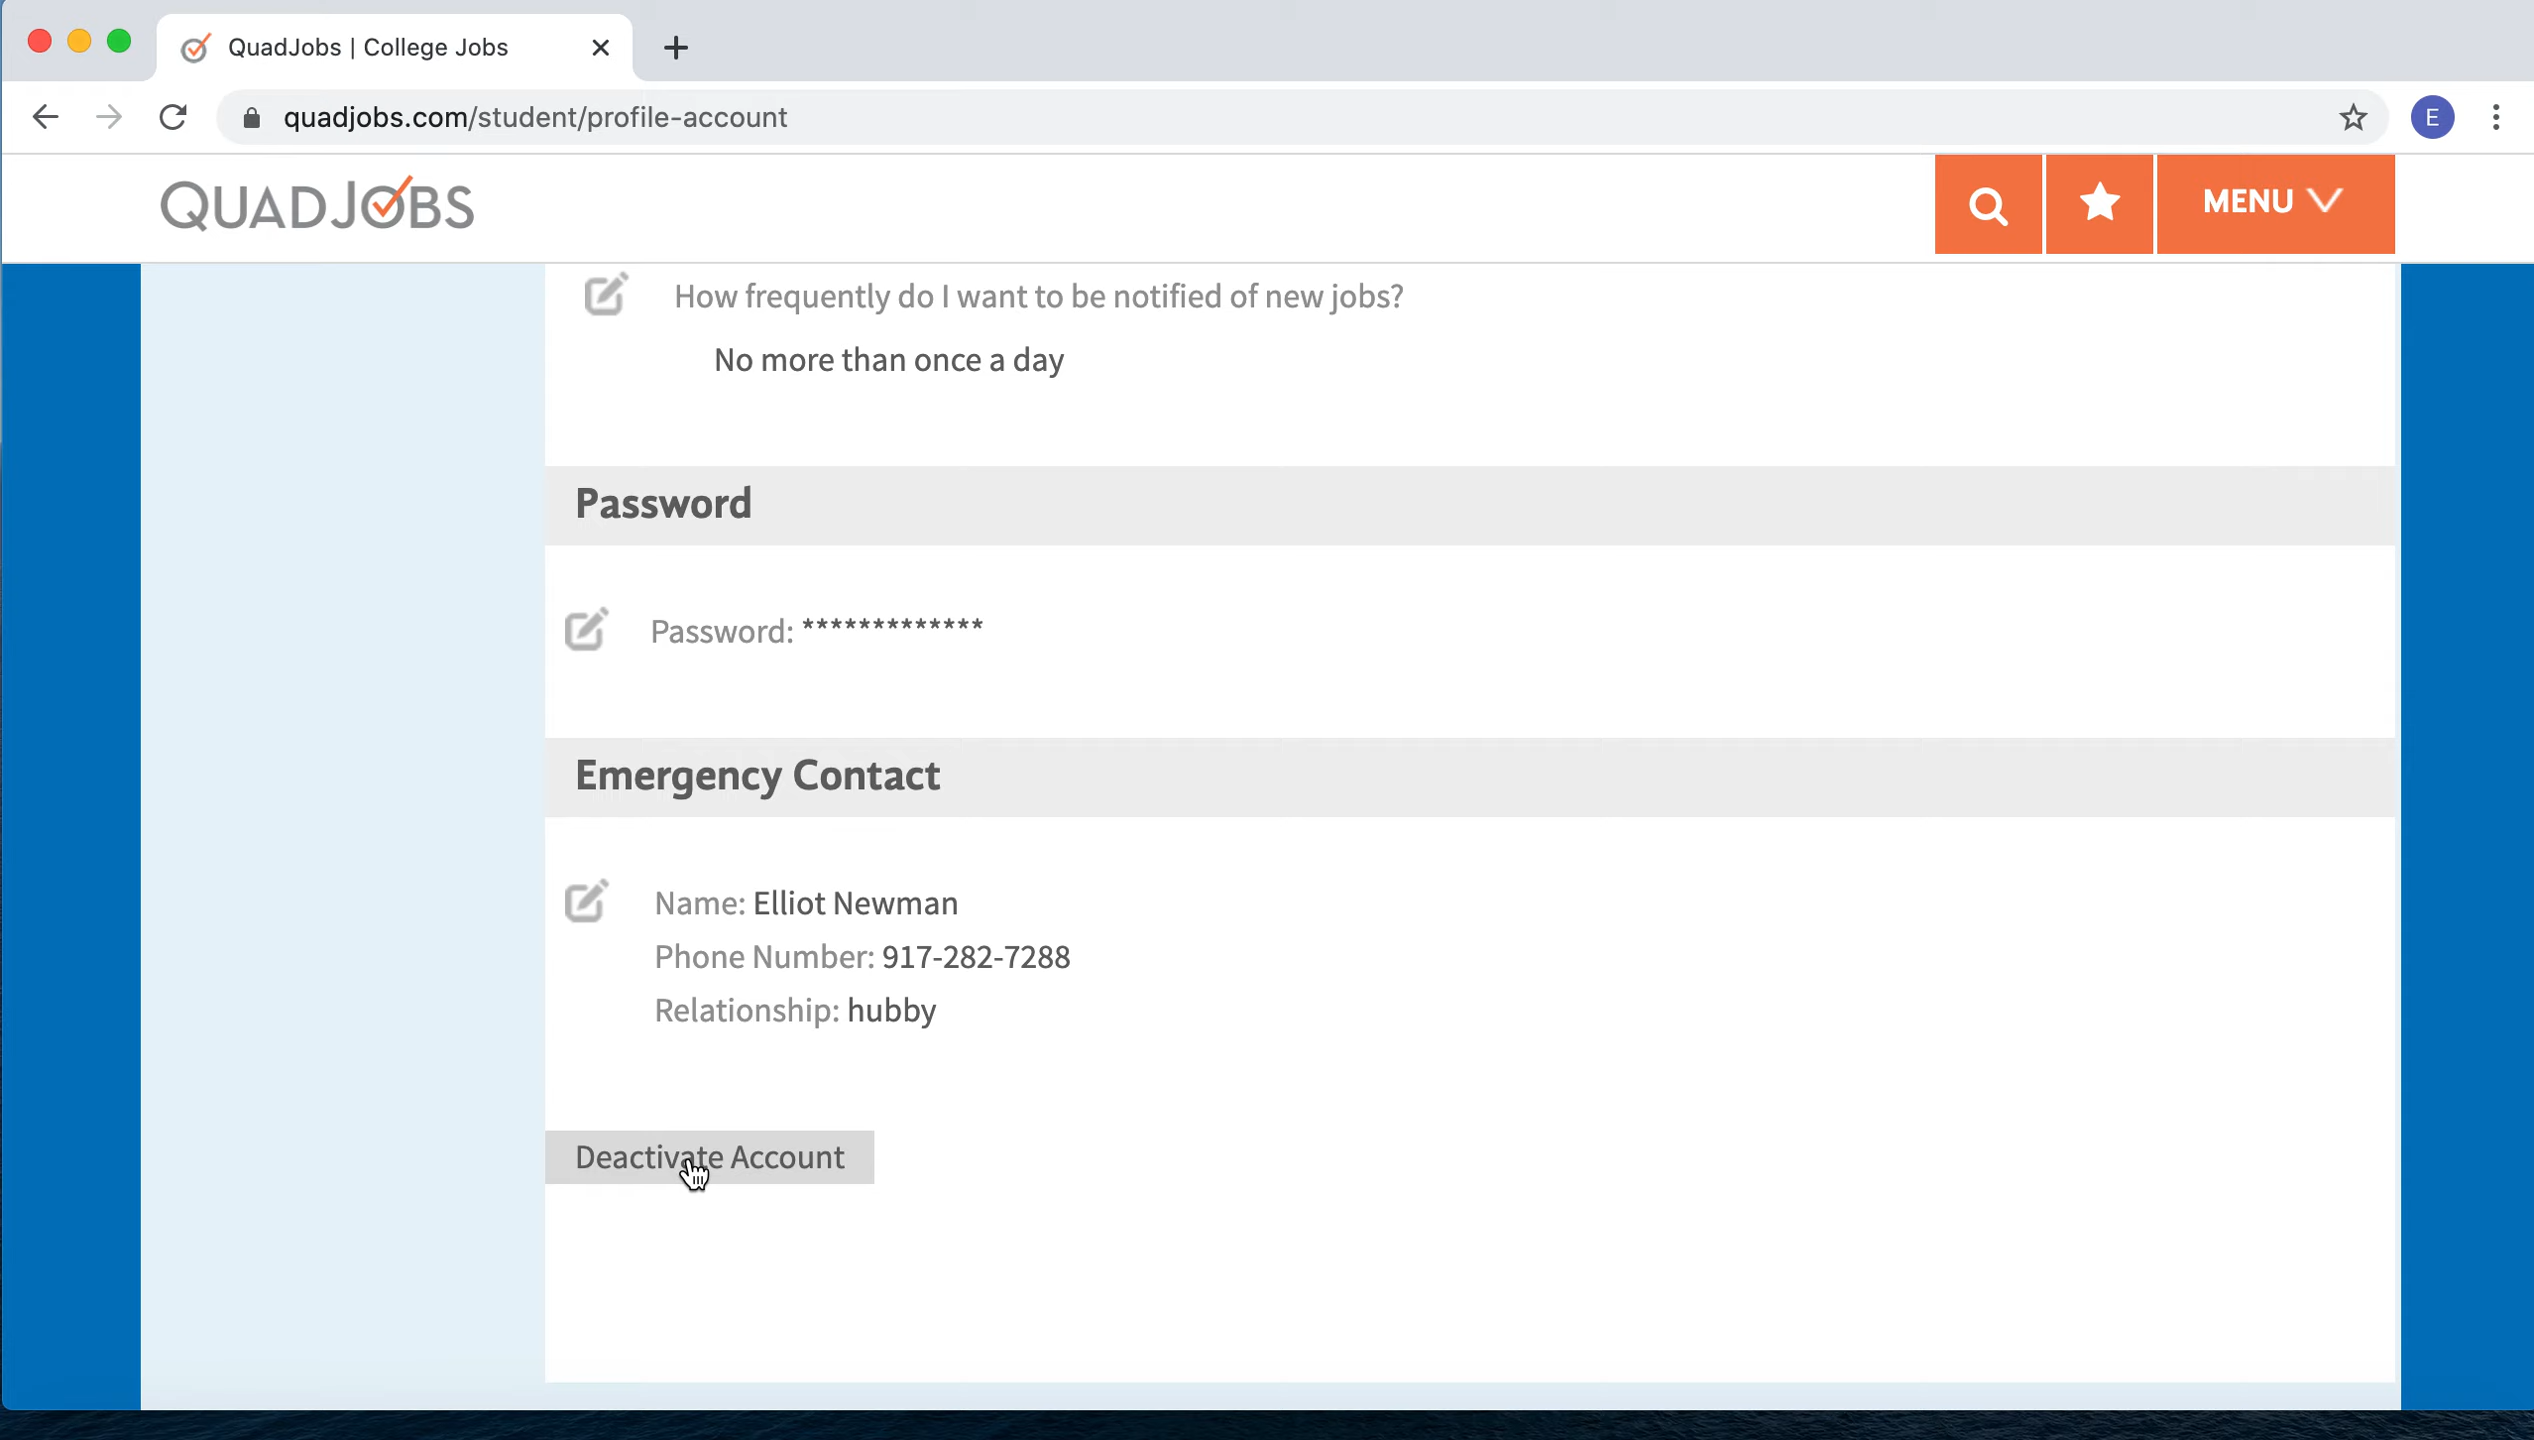 QuadJobs | College Jobs
quadjobs.com/student/profile-account
E
QUADJOBS
MENU
How frequently do I want to be notified of new jobs?
No more than once a day
Password
Password: *************
Emergency Contact
Name: Elliot Newman
Phone Number: 917-282-7288
Relationship: hubby
Deactivate Account